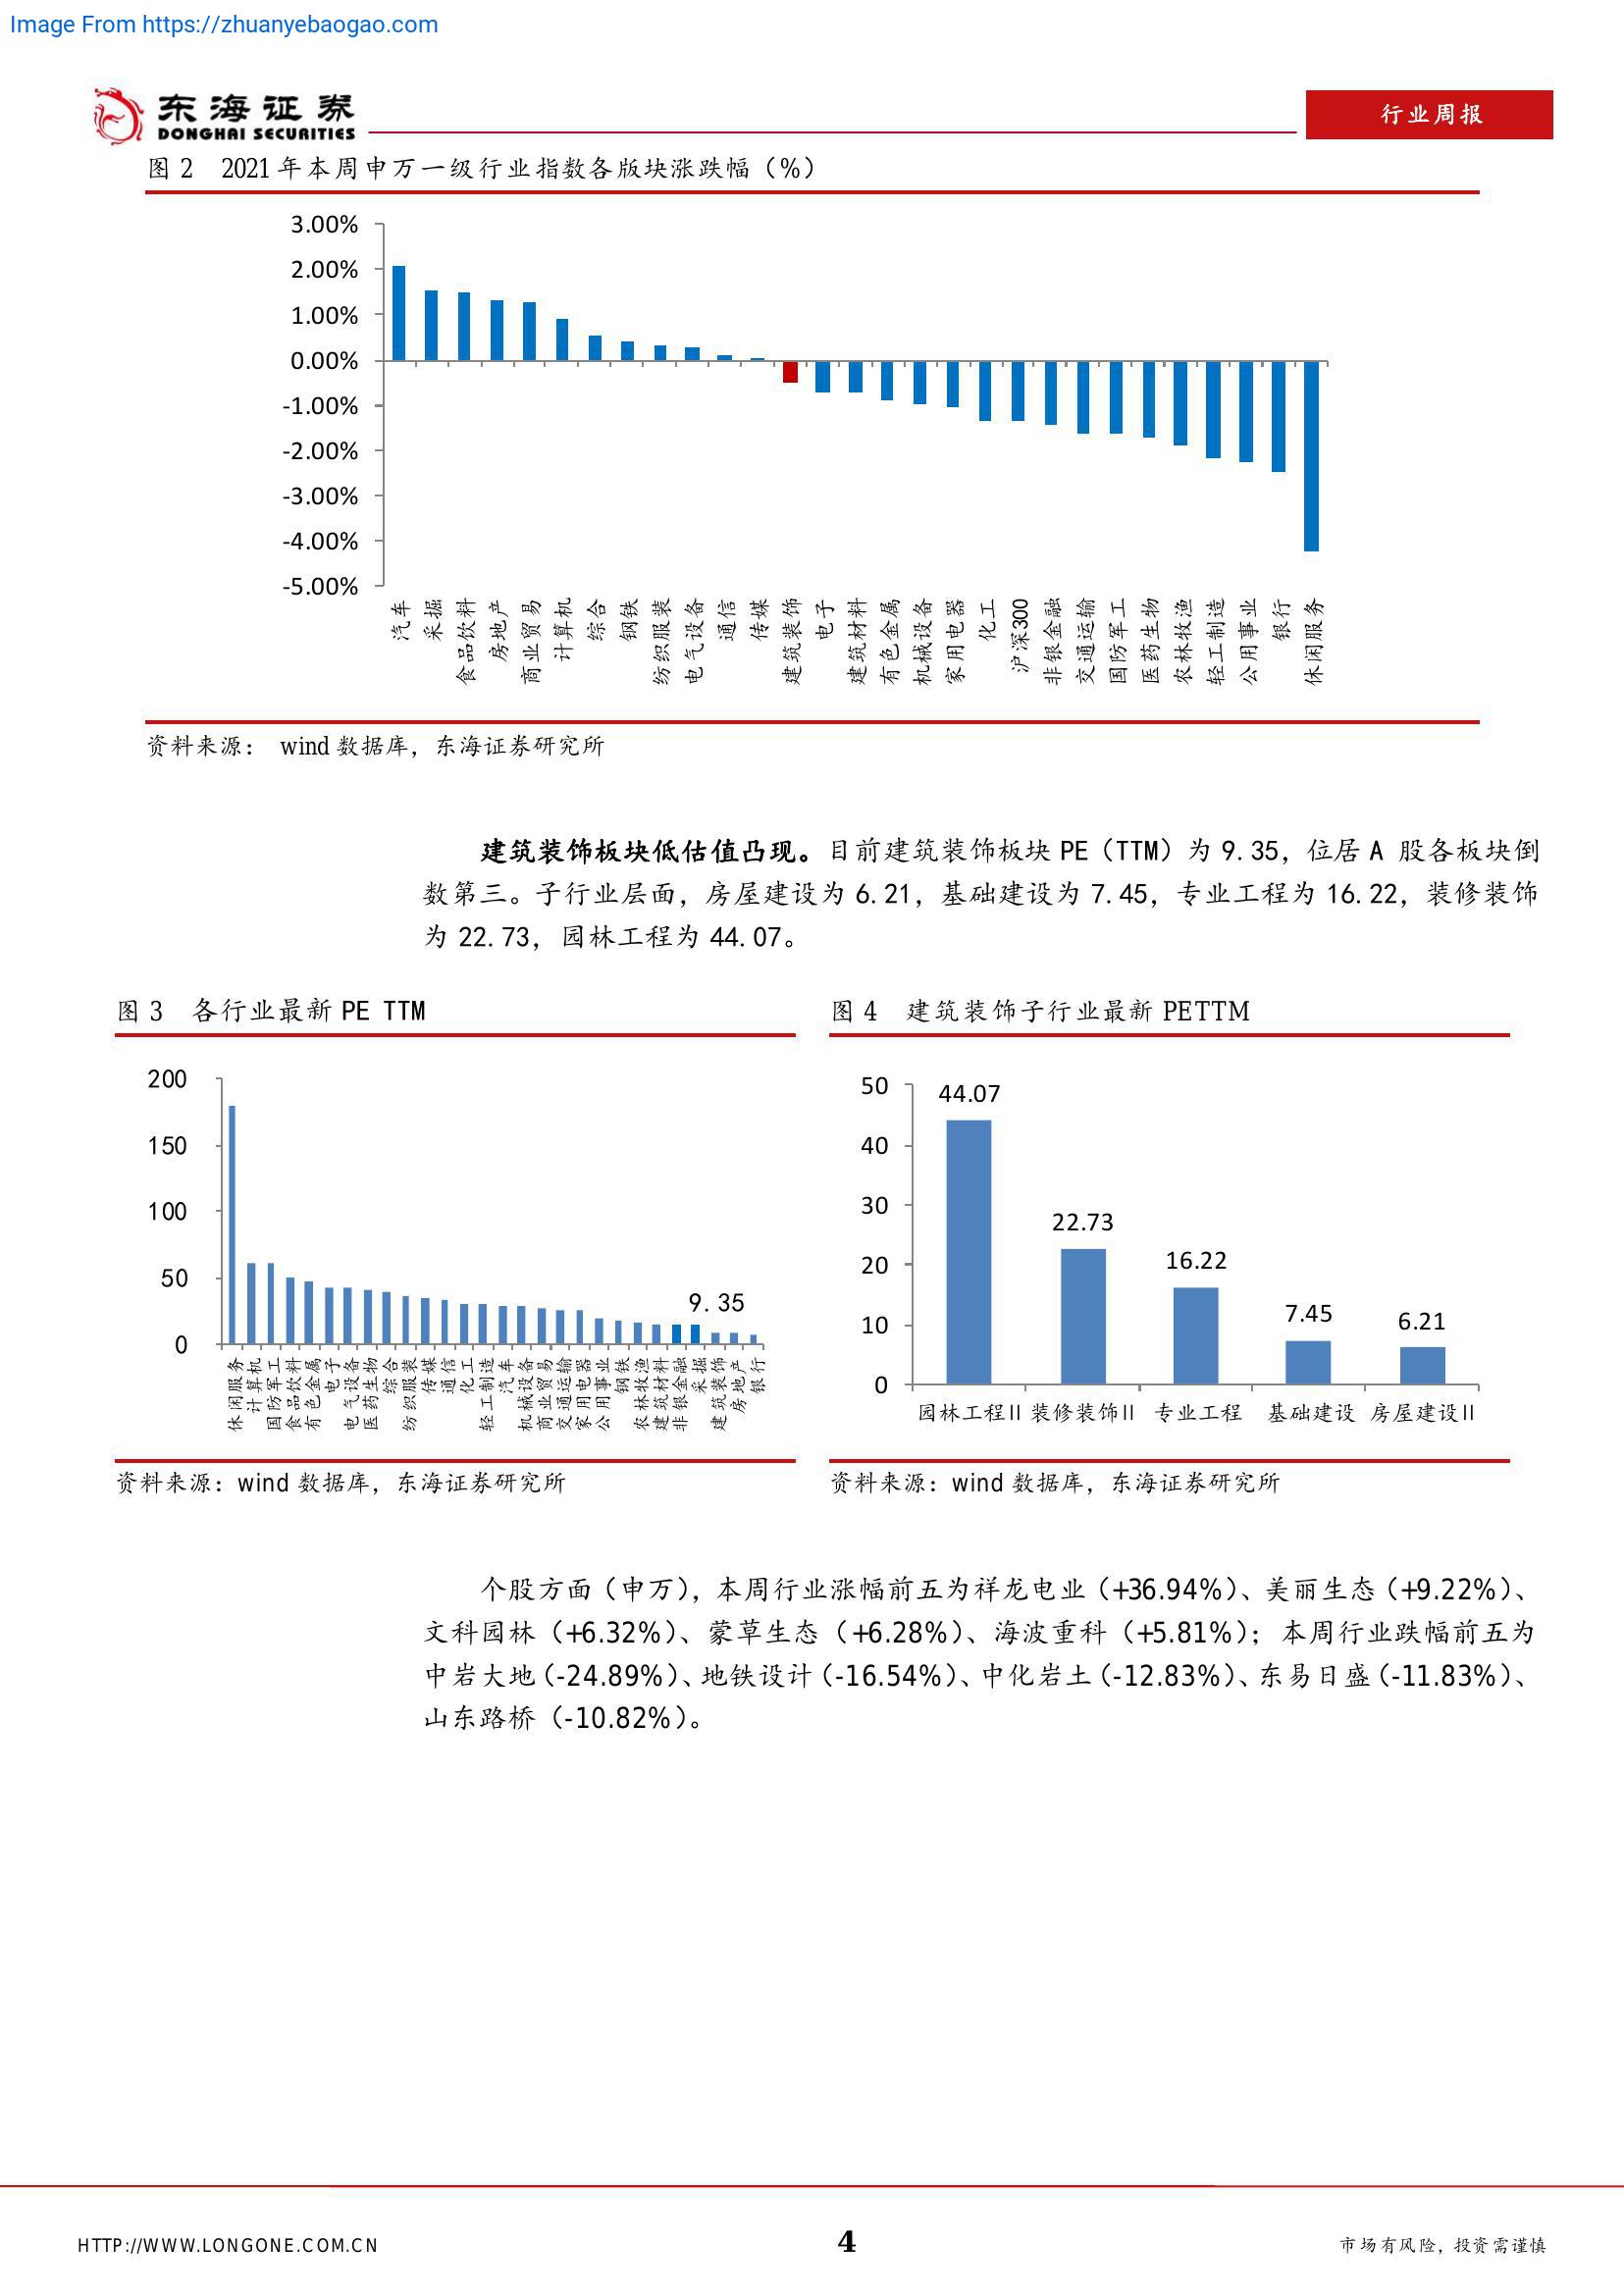 Image From https://zhuanyebaogao.com
东海证券
DONGHAI SECURITIES
行业周报
图 2 2021 年本周申万一级行业指数各版块涨跌幅（%）
3.00%
2.00%
1.00%
0.00%
-1.00%
-2.00%
-3.00%
-4.00%
-5.00%
汽车
采掘
食品饮料
房地产
商业贸易
计算机
综合
钢铁
纺织服装
电气设备
通信
传媒
建筑装饰
电子
建筑材料
有色金属
机械设备
家用电器
化工
沪深300
非银金融
交通运输
国防军工
医药生物
农林牧渔
轻工制造
公用事业
银行
休闲服务
资料来源： wind 数据库，东海证券研究所
建筑装饰板块低估值凸现。目前建筑装饰板块 PE（TTM）为 9.35，位居 A 股各板块倒
数第三。子行业层面，房屋建设为 6.21，基础建设为 7.45，专业工程为 16.22，装修装饰
为 22.73，园林工程为 44.07。
图 3 各行业最新 PE TTM
200
150
100
50
0
9.35
休闲服务
计算机
国防军工
食品饮料
有色金属
电子
电气设备
医药生物
综合
纺织服装
传媒
通信
化工
轻工制造
汽车
机械设备
商业贸易
交通运输
家用电器
公用事业
钢铁
农林牧渔
建筑材料
非银金融
采掘
建筑装饰
房地产
银行
资料来源：wind 数据库，东海证券研究所
图 4 建筑装饰子行业最新 PETTM
50
40
30
20
10
0
44.07
22.73
16.22
7.45
6.21
园林工程II
装修装饰II
专业工程
基础建设
房屋建设II
资料来源：wind 数据库，东海证券研究所
个股方面（申万），本周行业涨幅前五为祥龙电业（+36.94%）、美丽生态（+9.22%）、
文科园林（+6.32%）、蒙草生态（+6.28%）、海波重科（+5.81%）；本周行业跌幅前五为
中岩大地（-24.89%）、地铁设计（-16.54%）、中化岩土（-12.83%）、东易日盛（-11.83%）、
山东路桥（-10.82%）。
HTTP://WWW.LONGONE.COM.CN
4
市场有风险，投资需谨慎